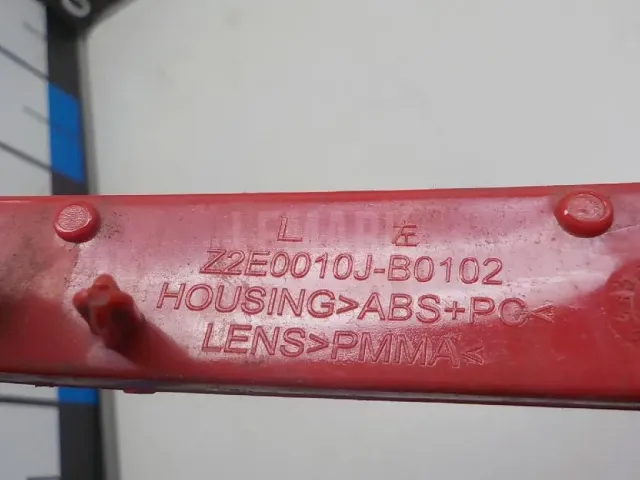 L 左
Z2E0010J-B0102
HOUSING>ABS+PC<
LENS>PMMA<